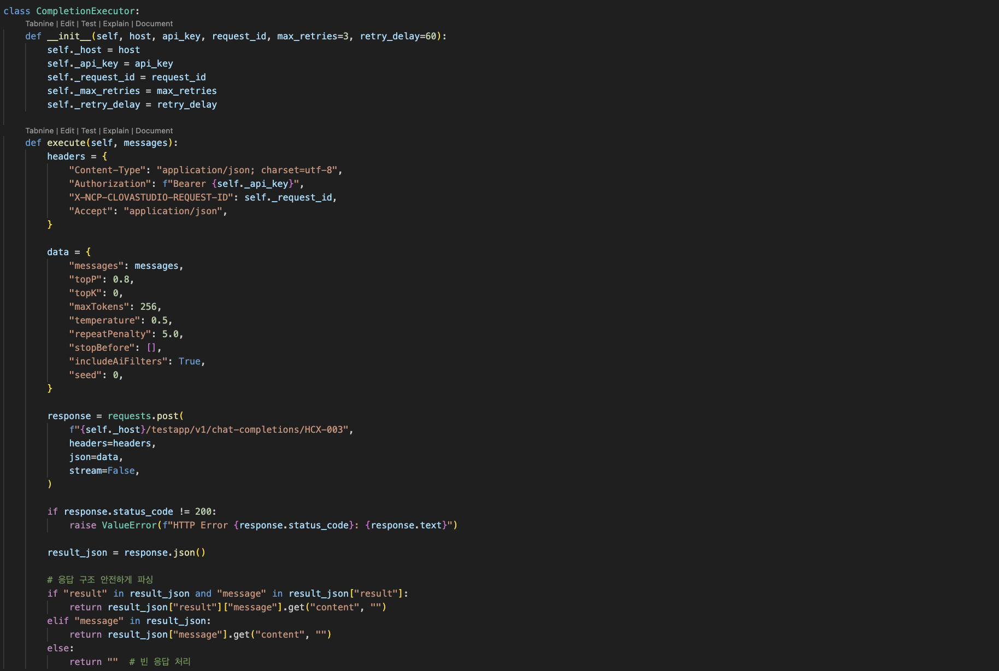 class CompletionExecutor:
Tabnine | Edit | Test | Explain | Document
def __init__(self, host, api_key, request_id, max_retries=3, retry_delay=60):
self._host = host
self._api_key = api_key
self._request_id = request_id
self._max_retries = max_retries
self._retry_delay = retry_delay
Tabnine | Edit | Test | Explain | Document
def execute(self, messages):
headers = {
"Content-Type": "application/json; charset=utf-8",
"Authorization": f"Bearer {self._api_key}",
"X-NCP-CLOVASTUDIO-REQUEST-ID": self._request_id,
"Accept": "application/json",
}
data = {
"messages": messages,
"topP": 0.8,
"topK": 0,
"maxTokens": 256,
"temperature": 0.5,
"repeatPenalty": 5.0,
"stopBefore": [],
"includeAiFilters": True,
"seed": 0,
}
response = requests.post(
f"{self._host}/testapp/v1/chat-completions/HCX-003",
headers=headers,
json=data,
stream=False,
)
if response.status_code != 200:
raise ValueError(f"HTTP Error {response.status_code}: {response.text}")
result_json = response.json()
# 응답 구조 안전하게 파싱
if "result" in result_json and "message" in result_json["result"]:
return result_json["result"]["message"].get("content", "")
elif "message" in result_json:
return result_json["message"].get("content", "")
else:
return "" # 빈 응답 처리